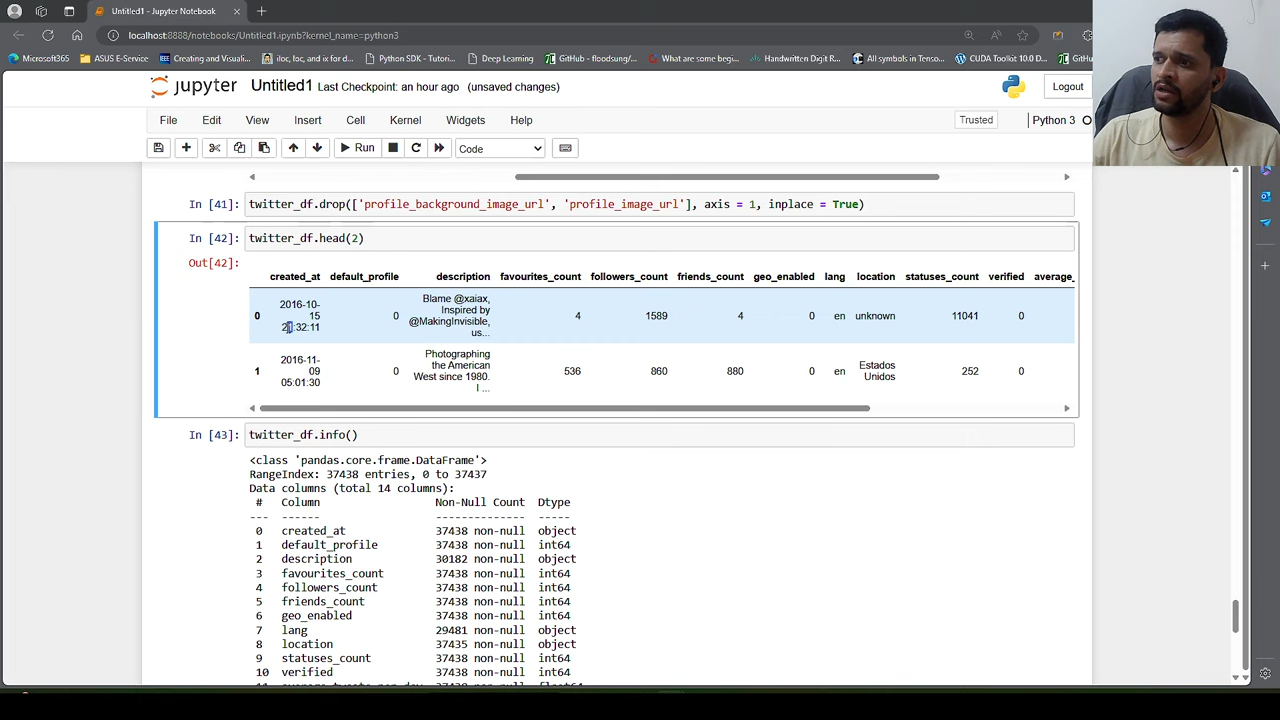 Untitled1 - Jupyter Notebook
localhost:8888/notebooks/Untitled1.ipynb?kernel_name=python3
Microsoft365
ASUS E-Service
Creating and Visuali...
iloc, loc, and ix for d...
Python SDK - Tutori...
Deep Learning
GitHub - floodsung/...
What are some begi...
Handwritten Digit R...
All symbols in Tenso...
CUDA Toolkit 10.0 D...
GitHu
jupyter Untitled1 Last Checkpoint: an hour ago (unsaved changes)
Logout
File Edit View Insert Cell Kernel Widgets Help
Trusted
Python 3
Run
Code
In [41]: twitter_df.drop(['profile_background_image_url', 'profile_image_url'], axis = 1, inplace = True)
In [42]: twitter_df.head(2)
Out[42]:
created_at default_profile description favourites_count followers_count friends_count geo_enabled lang location statuses_count verified average_
0 2016-10-15 :32:11 0 Blame @xaiax, Inspired by @MakingInvisible, us... 4 1589 4 0 en unknown 11041 0
1 2016-11-09 05:01:30 0 Photographing the American West since 1980. I ... 536 860 880 0 en Estados Unidos 252 0
In [43]: twitter_df.info()
<class 'pandas.core.frame.DataFrame'>
RangeIndex: 37438 entries, 0 to 37437
Data columns (total 14 columns):
# Column Non-Null Count Dtype
--- ------ -------------- -----
0 created_at 37438 non-null object
1 default_profile 37438 non-null int64
2 description 30182 non-null object
3 favourites_count 37438 non-null int64
4 followers_count 37438 non-null int64
5 friends_count 37438 non-null int64
6 geo_enabled 37438 non-null int64
7 lang 29481 non-null object
8 location 37435 non-null object
9 statuses_count 37438 non-null int64
10 verified 37438 non-null int64